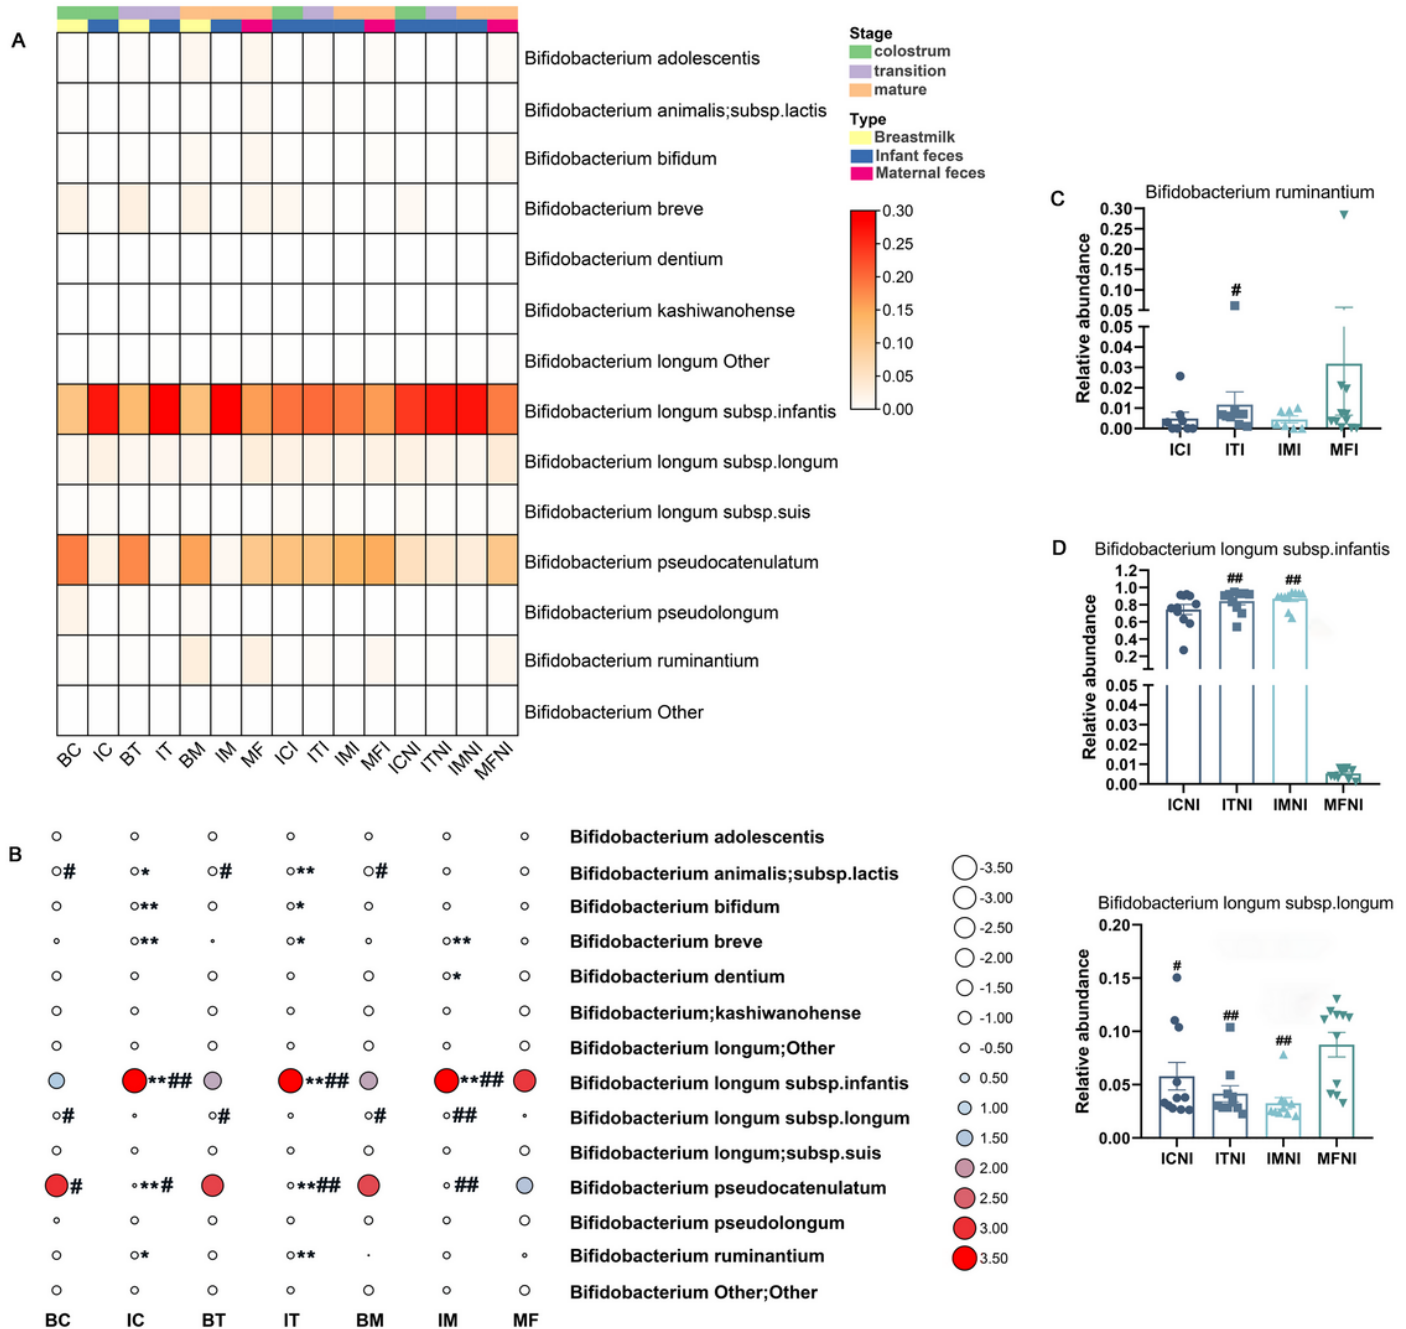 A
Stage
colostrum
transition
mature
Type
Breastmilk
Infant feces
Maternal feces
0.30
0.25
0.20
0.15
0.10
0.05
0.00
Bifidobacterium adolescentis
Bifidobacterium animalis;subsp.lactis
Bifidobacterium bifidum
Bifidobacterium breve
Bifidobacterium dentium
Bifidobacterium kashiwanohense
Bifidobacterium longum Other
Bifidobacterium longum subsp.infantis
Bifidobacterium longum subsp.longum
Bifidobacterium longum subsp.suis
Bifidobacterium pseudocatenulatum
Bifidobacterium pseudolongum
Bifidobacterium ruminantium
Bifidobacterium Other
BC IC BT IT BM IM MF ICI ITI IMI MFI ICNI ITNI IMNI MFNI
B
Bifidobacterium adolescentis
# * # ** # Bifidobacterium animalis;subsp.lactis
** * Bifidobacterium bifidum
** * ** Bifidobacterium breve
* Bifidobacterium dentium
Bifidobacterium;kashiwanohense
Bifidobacterium longum;Other
**## **## **## Bifidobacterium longum subsp.infantis
# # # ## Bifidobacterium longum subsp.longum
Bifidobacterium longum;subsp.suis
# **# **## ## Bifidobacterium pseudocatenulatum
Bifidobacterium pseudolongum
* ** Bifidobacterium ruminantium
Bifidobacterium Other;Other
BC IC BT IT BM IM MF
-3.50
-3.00
-2.50
-2.00
-1.50
-1.00
-0.50
0.50
1.00
1.50
2.00
2.50
3.00
3.50
C
Bifidobacterium ruminantium
Relative abundance
0.30
0.25
0.20
0.15
0.10
0.05
0.05
0.04
0.03
0.02
0.01
0.00
#
ICI ITI IMI MFI
D
Bifidobacterium longum subsp.infantis
Relative abundance
1.2
1.0
0.8
0.6
0.4
0.2
0.05
0.04
0.03
0.02
0.01
0.00
## ##
ICNI ITNI IMNI MFNI
Bifidobacterium longum subsp.longum
Relative abundance
0.20
0.15
0.10
0.05
0.00
# ## ##
ICNI ITNI IMNI MFNI